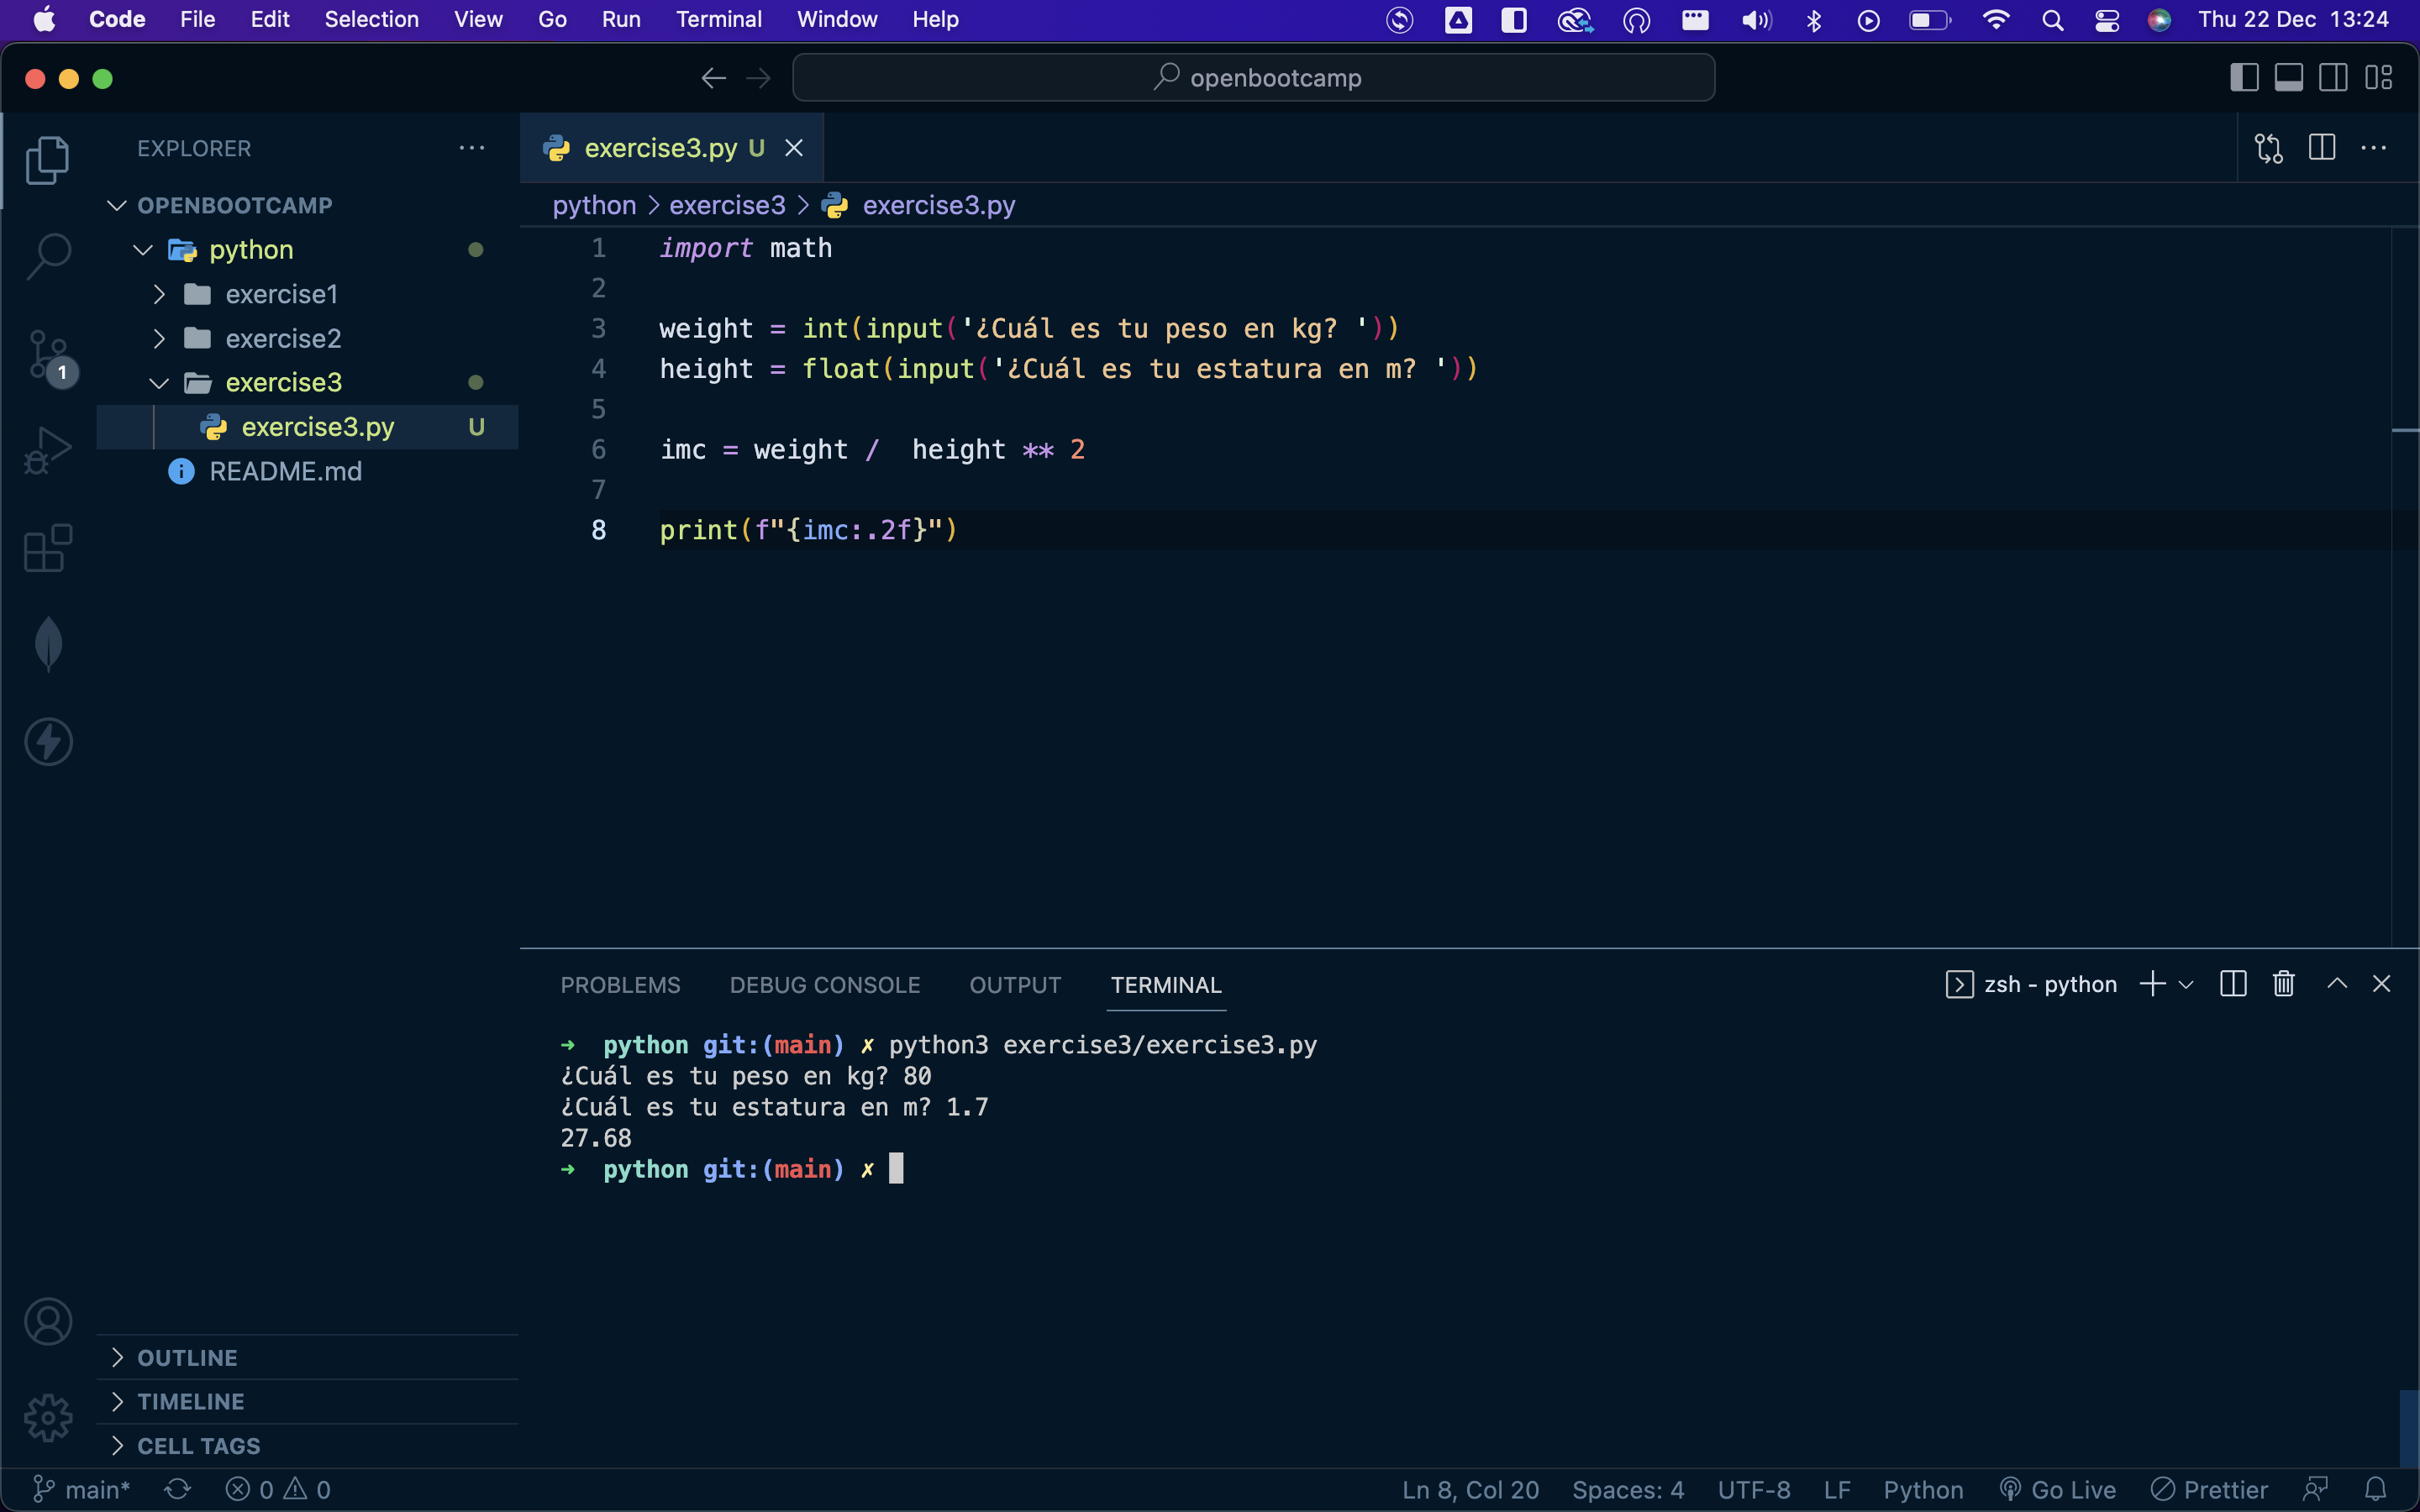 Code File Edit Selection View Go Run Terminal Window Help Thu 22 Dec 13:24
openbootcamp
EXPLORER
OPENBOOTCAMP
python
exercise1
exercise2
exercise3
exercise3.py U
README.md
1
OUTLINE
TIMELINE
CELL TAGS
exercise3.py U
python > exercise3 > exercise3.py
1 import math
2
3 weight = int(input('¿Cuál es tu peso en kg? '))
4 height = float(input('¿Cuál es tu estatura en m? '))
5
6 imc = weight /  height ** 2
7
8 print(f"{imc:.2f}")
PROBLEMS DEBUG CONSOLE OUTPUT TERMINAL zsh - python
➜  python git:(main) ✗ python3 exercise3/exercise3.py
¿Cuál es tu peso en kg? 80
¿Cuál es tu estatura en m? 1.7
27.68
➜  python git:(main) ✗
main* 0 0 Ln 8, Col 20 Spaces: 4 UTF-8 LF Python Go Live Prettier